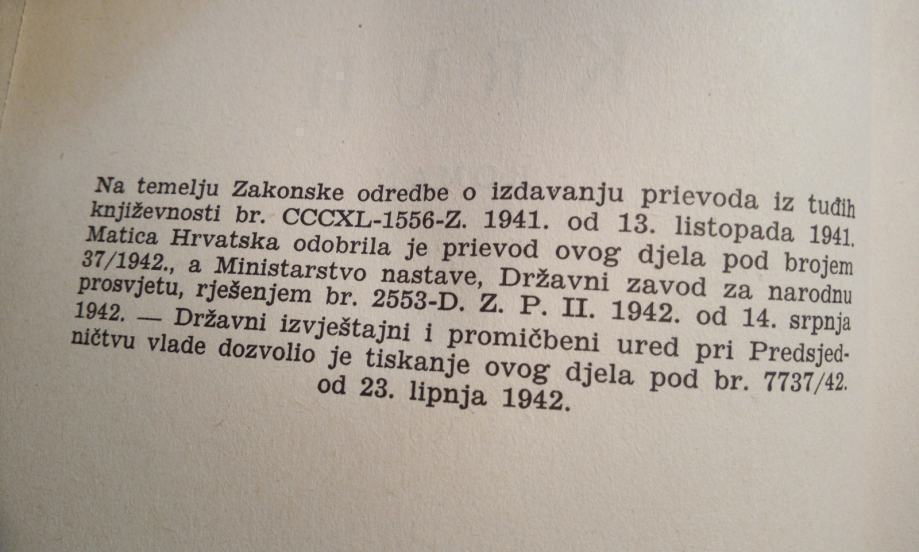 Na temelju Zakonske odredbe o izdavanju prievoda iz tuđih
književnosti br. CCCXL-1556-Z. 1941. od 13. listopada 1941.
Matica Hrvatska odobrila je prievod ovog djela pod brojem
37/1942., a Ministarstvo nastave, Državni zavod za narodnu
prosvjetu, rješenjem br. 2553-D. Z. P. II. 1942. od 14. srpnja
1942. — Državni izvještajni i promičbeni ured pri Predsjed-
ničtvu vlade dozvolio je tiskanje ovog djela pod br. 7737/42.
od 23. lipnja 1942.